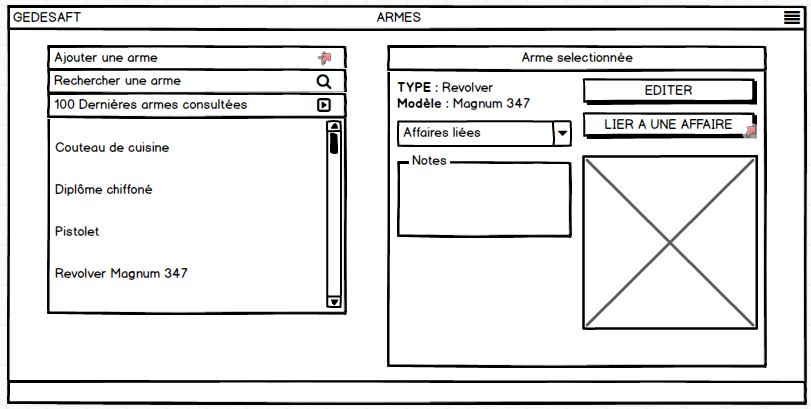 GEDESAFT
ARMES
Ajouter une arme
Rechercher une arme
100 Dernières armes consultées
Couteau de cuisine
Diplôme chiffoné
Pistolet
Revolver Magnum 347
Arme selectionnée
TYPE : Revolver
Modèle : Magnum 347
EDITER
LIER A UNE AFFAIRE
Affaires liées
Notes